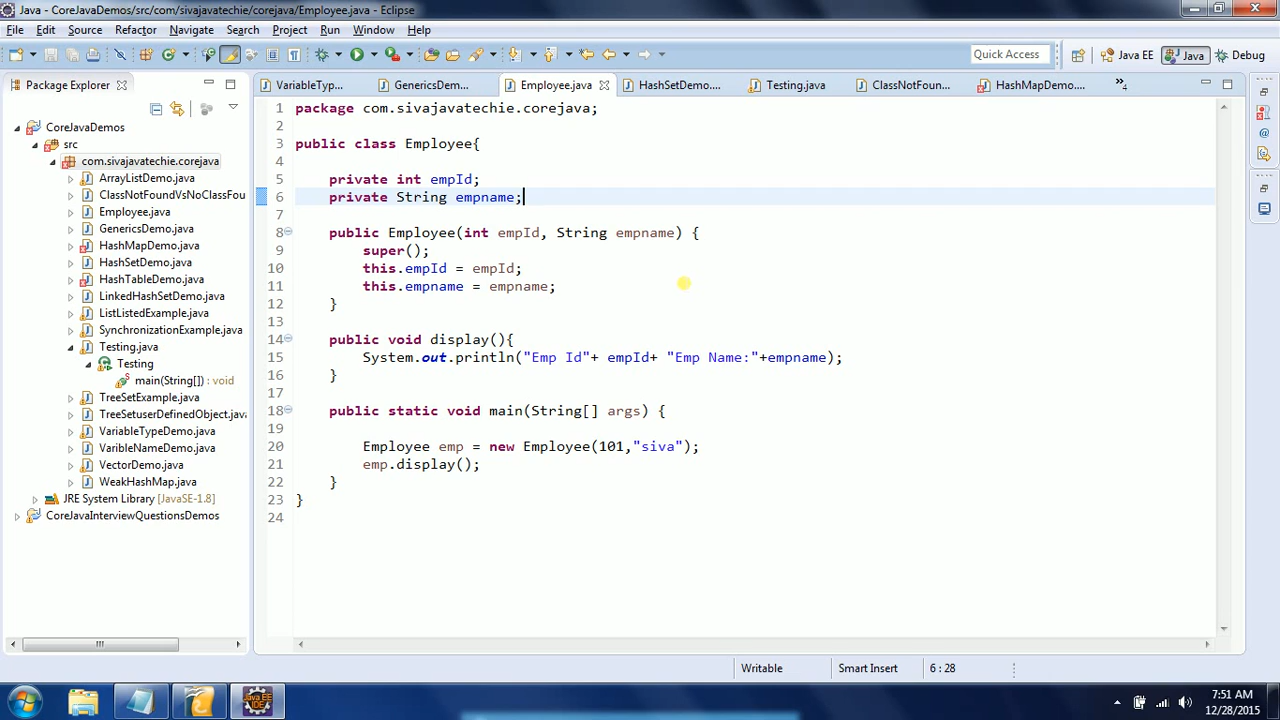 Java - CoreJavaDemos/src/com/sivajavatechie/corejava/Employee.java - Eclipse
File Edit Source Refactor Navigate Search Project Run Window Help
Quick Access Java EE Java Debug
Package Explorer
VariableTyp... GenericsDemo.... Employee.java HashSetDemo.... Testing.java ClassNotFoun... HashMapDemo.... »4
CoreJavaDemos
src
com.sivajavatechie.corejava
ArrayListDemo.java
ClassNotFoundVsNoClassFou
Employee.java
GenericsDemo.java
HashMapDemo.java
HashSetDemo.java
HashTableDemo.java
LinkedHashSetDemo.java
ListListedExample.java
SynchronizationExample.java
Testing.java
Testing
main(String[]) : void
TreeSetExample.java
TreeSetuserDefinedObject.java
VariableTypeDemo.java
VaribleNameDemo.java
VectorDemo.java
WeakHashMap.java
JRE System Library [JavaSE-1.8]
CoreJavaInterviewQuestionsDemos
1 package com.sivajavatechie.corejava;
2
3 public class Employee{
4
5 private int empId;
6 private String empname;
7
8 public Employee(int empId, String empname) {
9 super();
10 this.empId = empId;
11 this.empname = empname;
12 }
13
14 public void display(){
15 System.out.println("Emp Id"+ empId+ "Emp Name:"+empname);
16 }
17
18 public static void main(String[] args) {
19
20 Employee emp = new Employee(101,"siva");
21 emp.display();
22 }
23 }
24
Writable Smart Insert 6 : 28
Java EE IDE
7:51 AM
12/28/2015